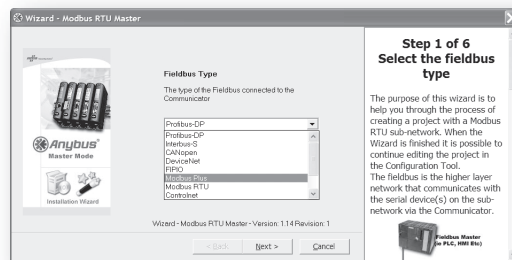 Wizard - Modbus RTU Master
Anybus®
Master Mode
Installation Wizard
Fieldbus Type
The type of the Fieldbus connected to the
Communicator
Profibus-DP
Profibus-DP
Interbus-S
CANopen
DeviceNet
FIPIO
Modbus Plus
Modbus RTU
Controlnet
Wizard - Modbus RTU Master - Version: 1.14 Revision: 1
< Back
Next >
Cancel
Step 1 of 6
Select the fieldbus
type
The purpose of this wizard is to
help you through the process of
creating a project with a Modbus
RTU sub-network. When the
Wizard is finished it is possible to
continue editing the project in
the Configuration Tool.
The fieldbus is the higher layer
network that communicates with
the serial device(s) on the sub-
network via the Communicator.
Fieldbus Master
(ie PLC, HMI Etc)